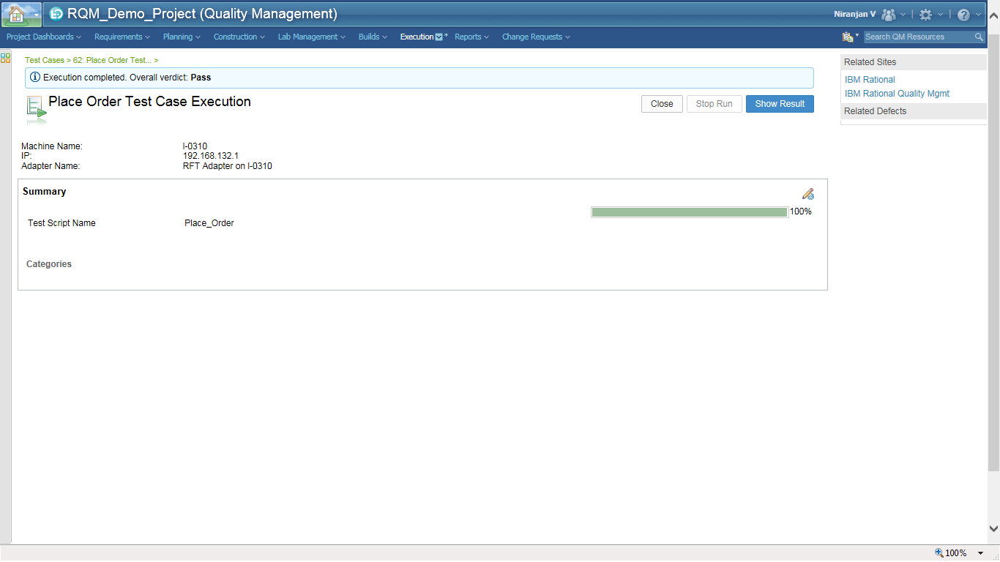 RQM_Demo_Project (Quality Management)
Niranjan V
Project Dashboards Requirements Planning Construction Lab Management Builds Execution * Reports Change Requests
Search QM Resources
Test Cases > 62: Place Order Test... >
Execution completed. Overall verdict: Pass
Place Order Test Case Execution
Close Stop Run Show Result
Machine Name: I-0310
IP: 192.168.132.1
Adapter Name: RFT Adapter on I-0310
Summary
100%
Test Script Name Place_Order
Categories
Related Sites
IBM Rational
IBM Rational Quality Mgmt
Related Defects
100%